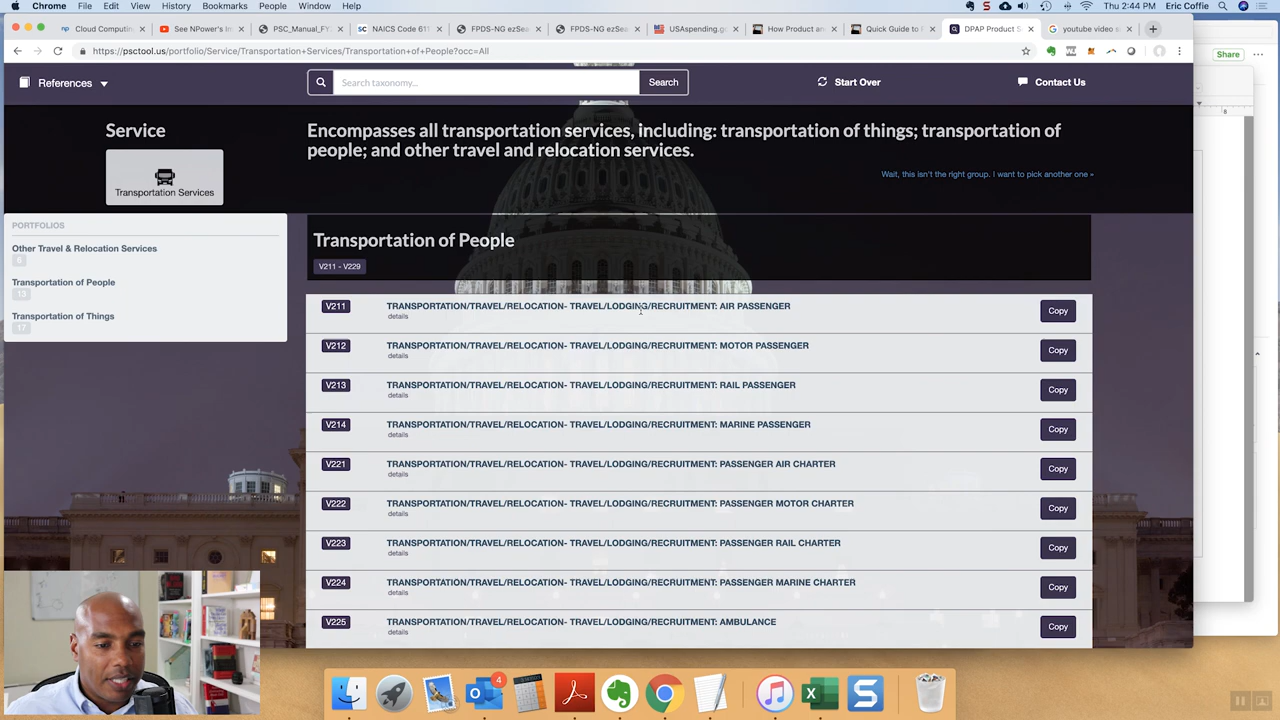 Chrome File Edit View History Bookmarks People Window Help Thu 2:44 PM Eric Coffie
Cloud Computin See NPower's Im PSC_Manual_FY NAICS Code 611 FPDS-NG ezSea FPDS-NG ezSea USAspending.go How Product an Quick Guide to DPAP Product S youtube video s
https://psctool.us/portfolio/Service/Transportation+Services/Transportation+of+People?occ=All
Share
References Search taxonomy... Search Start Over Contact Us
Service
Transportation Services
Encompasses all transportation services, including: transportation of things; transportation of
people; and other travel and relocation services.
Wait, this isn't the right group. I want to pick another one »
PORTFOLIOS
Other Travel & Relocation Services
6
Transportation of People
13
Transportation of Things
17
Transportation of People
V211 - V229
V211 TRANSPORTATION/TRAVEL/RELOCATION- TRAVEL/LODGING/RECRUITMENT: AIR PASSENGER Copy
details
V212 TRANSPORTATION/TRAVEL/RELOCATION- TRAVEL/LODGING/RECRUITMENT: MOTOR PASSENGER Copy
details
V213 TRANSPORTATION/TRAVEL/RELOCATION- TRAVEL/LODGING/RECRUITMENT: RAIL PASSENGER Copy
details
V214 TRANSPORTATION/TRAVEL/RELOCATION- TRAVEL/LODGING/RECRUITMENT: MARINE PASSENGER Copy
details
V221 TRANSPORTATION/TRAVEL/RELOCATION- TRAVEL/LODGING/RECRUITMENT: PASSENGER AIR CHARTER Copy
details
V222 TRANSPORTATION/TRAVEL/RELOCATION- TRAVEL/LODGING/RECRUITMENT: PASSENGER MOTOR CHARTER Copy
details
V223 TRANSPORTATION/TRAVEL/RELOCATION- TRAVEL/LODGING/RECRUITMENT: PASSENGER RAIL CHARTER Copy
details
V224 TRANSPORTATION/TRAVEL/RELOCATION- TRAVEL/LODGING/RECRUITMENT: PASSENGER MARINE CHARTER Copy
details
V225 TRANSPORTATION/TRAVEL/RELOCATION- TRAVEL/LODGING/RECRUITMENT: AMBULANCE Copy
details
4